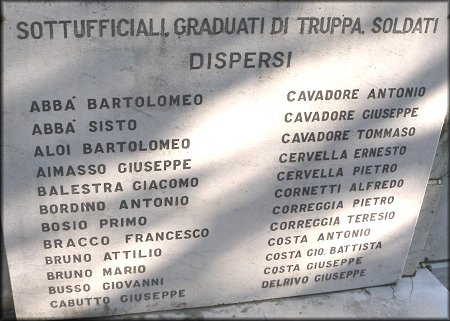 SOTTUFFICIALI, GRADUATI DI TRUPPA, SOLDATI
DISPERSI
ABBA' BARTOLOMEO
ABBA' SISTO
ALOI BARTOLOMEO
AIMASSO GIUSEPPE
BALESTRA GIACOMO
BORDINO ANTONIO
BOSIO PRIMO
BRACCO FRANCESCO
BRUNO ATTILIO
BRUNO MARIO
BUSSO GIOVANNI
CABUTTO GIUSEPPE
CAVADORE ANTONIO
CAVADORE GIUSEPPE
CAVADORE TOMMASO
CERVELLA ERNESTO
CERVELLA PIETRO
CORNETTI ALFREDO
CORREGGIA PIETRO
CORREGGIA TERESIO
COSTA ANTONIO
COSTA GIO. BATTISTA
COSTA GIUSEPPE
DELRIVO GIUSEPPE